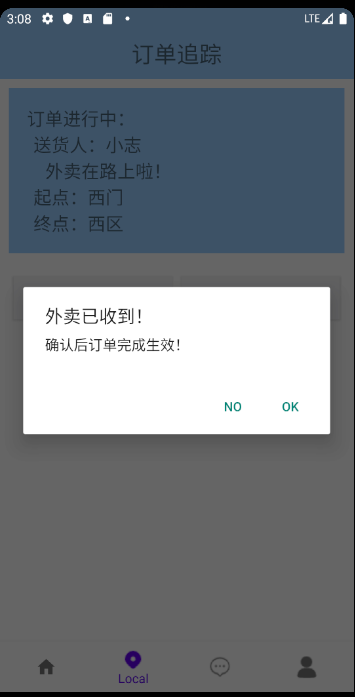 3:08 LTE
订单追踪
订单进行中：
送货人：小志
外卖在路上啦！
起点：西门
终点：西区
外卖已收到！
确认后订单完成生效！
NO OK
Local